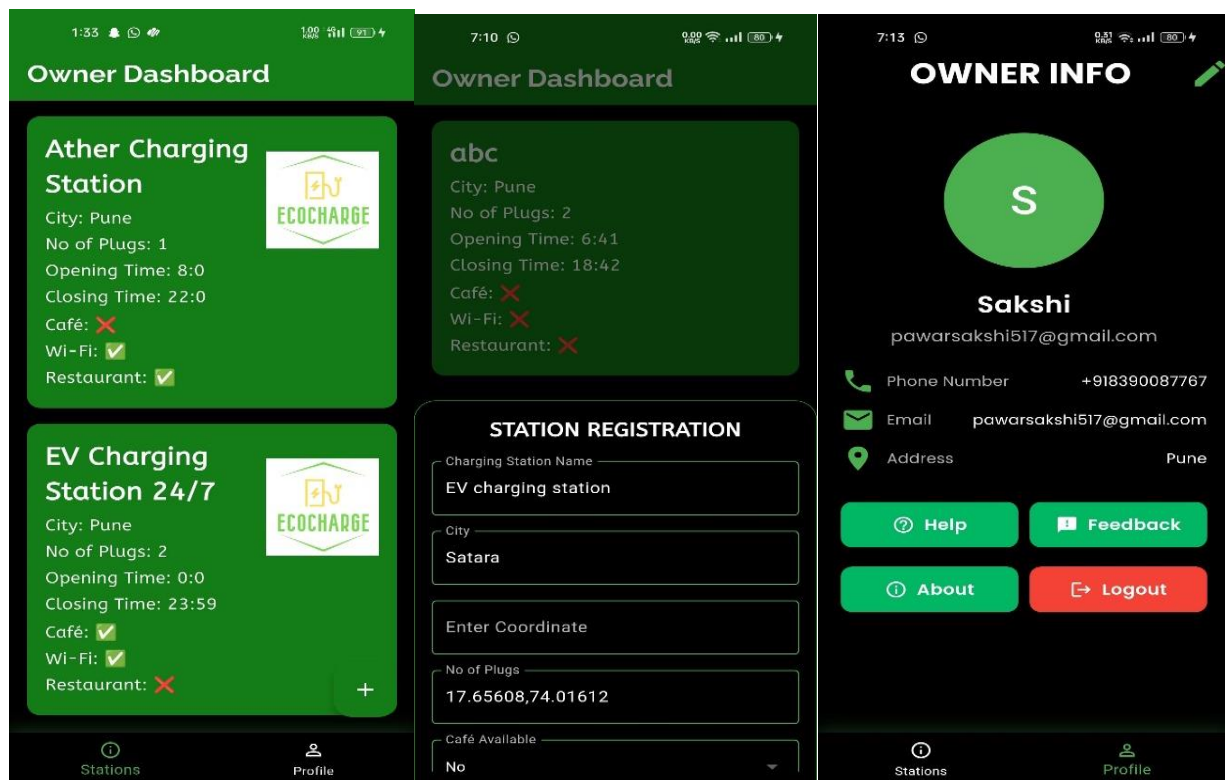 1:33
1.00 KB/S 4G 91
Owner Dashboard
Ather Charging
Station
ECOCHARGE
City: Pune
No of Plugs: 1
Opening Time: 8:0
Closing Time: 22:0
Café: ❌
Wi-Fi: ✅
Restaurant: ✅
EV Charging
Station 24/7
ECOCHARGE
City: Pune
No of Plugs: 2
Opening Time: 0:0
Closing Time: 23:59
Café: ✅
Wi-Fi: ✅
Restaurant: ❌
+
Stations
Profile
7:10
0.99 KB/S 80
Owner Dashboard
abc
City: Pune
No of Plugs: 2
Opening Time: 6:41
Closing Time: 18:42
Café: ❌
Wi-Fi: ❌
Restaurant: ❌
STATION REGISTRATION
Charging Station Name
EV charging station
City
Satara
Enter Coordinate
No of Plugs
17.65608,74.01612
Café Available
No
7:13
0.31 KB/S 80
OWNER INFO
S
Sakshi
pawarsakshi517@gmail.com
Phone Number +918390087767
Email pawarsakshi517@gmail.com
Address Pune
Help
Feedback
About
Logout
Stations
Profile